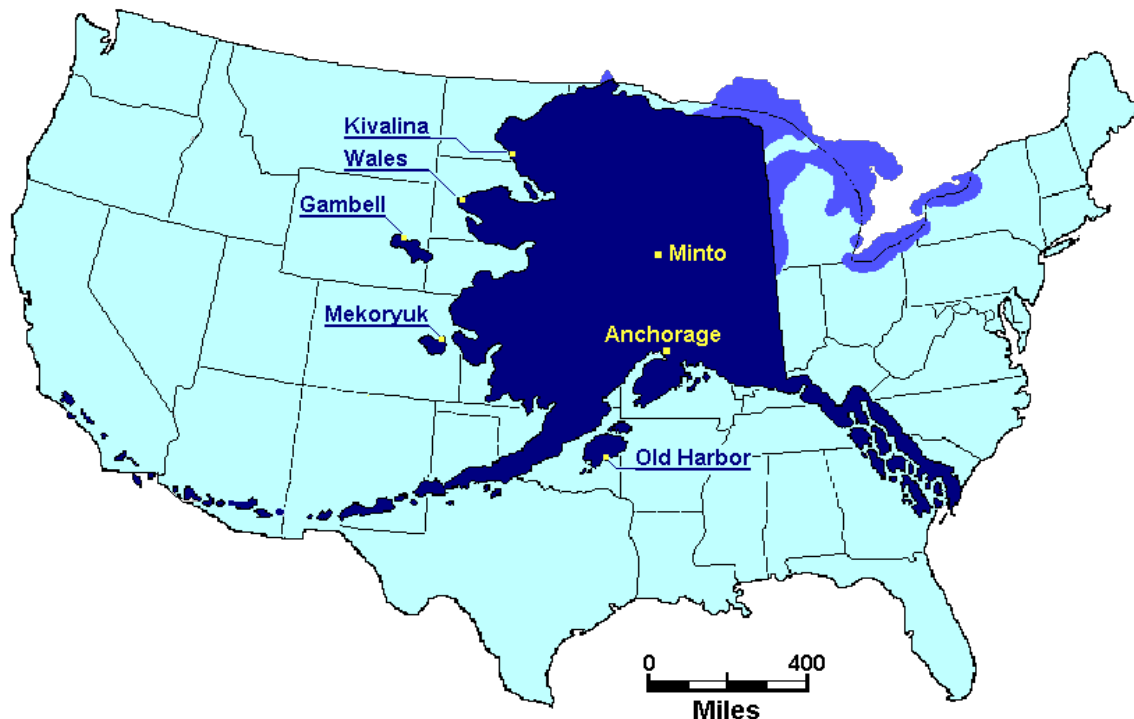 Kivalina
Wales
Gambell
Minto
Mekoryuk
Anchorage
Old Harbor
0 400
Miles